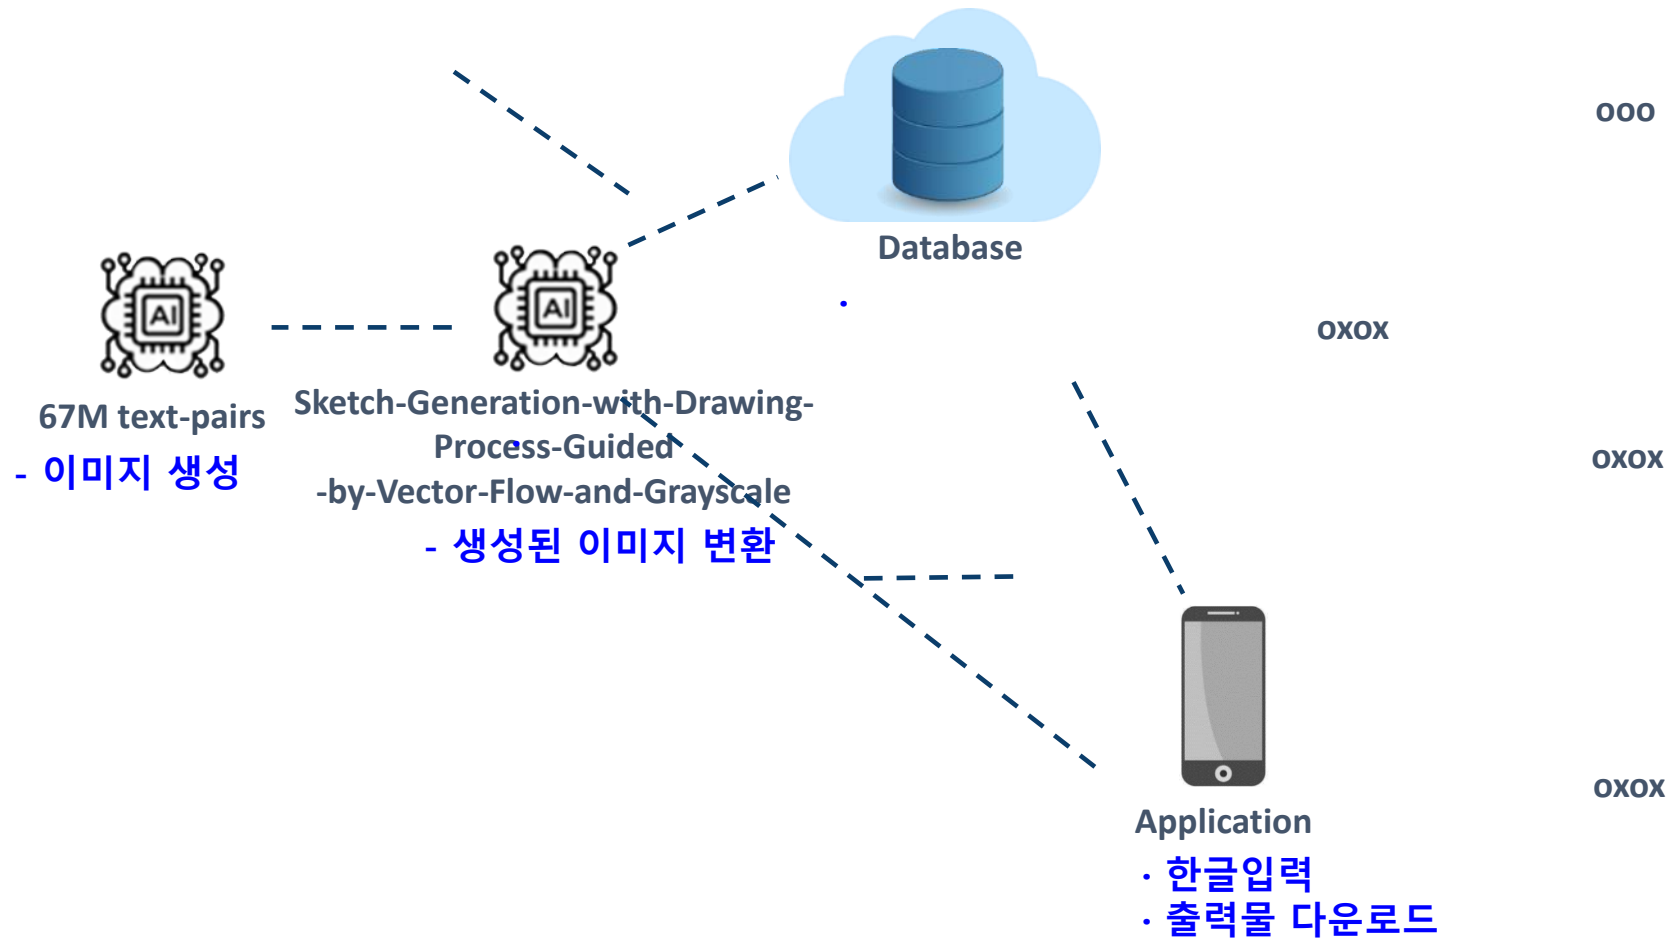 ooo
Database
oxox
67M text-pairs
- 이미지 생성
Sketch-Generation-with-Drawing-
Process-Guided
-by-Vector-Flow-and-Grayscale
- 생성된 이미지 변환
oxox
oxox
Application
· 한글입력
· 출력물 다운로드